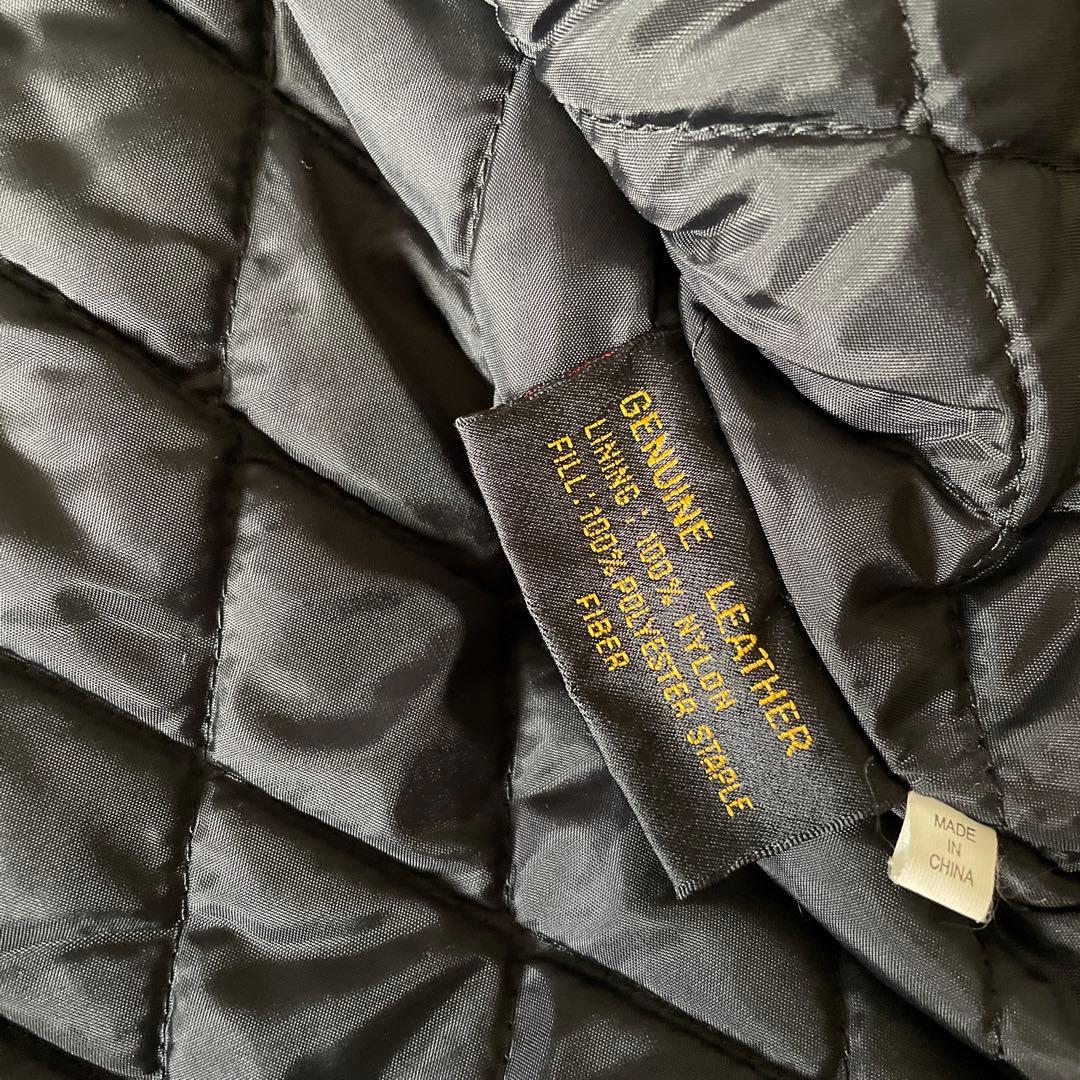 GENUINE LEATHER
LINING : 100% NYLON
FILL : 100% POLYESTER STAPLE
FIBER
MADE
IN
CHINA